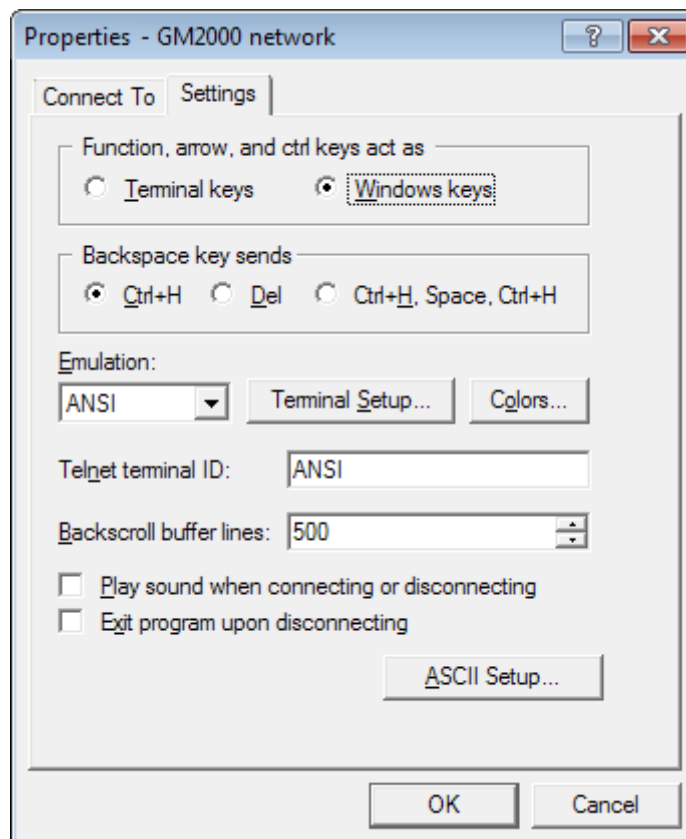 Properties - GM2000 network
?
Connect To Settings
Function, arrow, and ctrl keys act as
Terminal keys Windows keys
Backspace key sends
Ctrl+H Del Ctrl+H, Space, Ctrl+H
Emulation:
ANSI Terminal Setup... Colors...
Telnet terminal ID: ANSI
Backscroll buffer lines: 500
Play sound when connecting or disconnecting
Exit program upon disconnecting
ASCII Setup...
OK Cancel